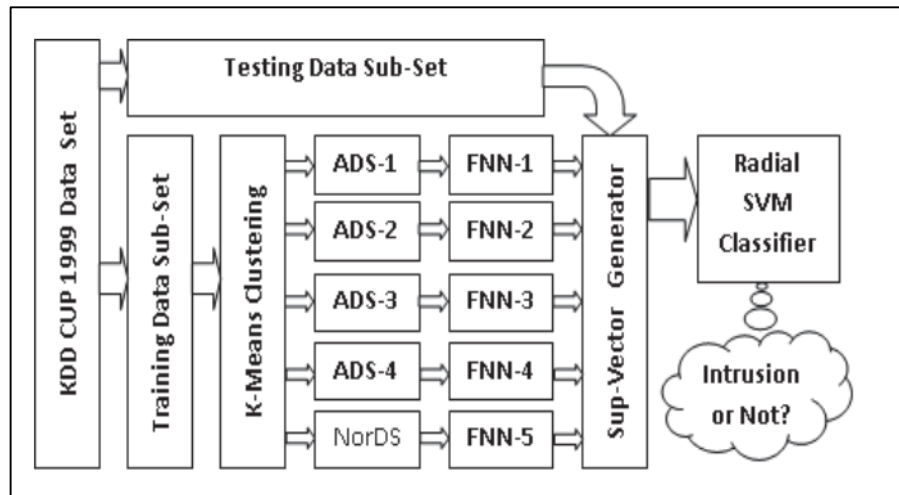 KDD CUP 1999 Data Set
Testing Data Sub-Set
Training Data Sub-Set
K-Means Clustering
ADS-1
FNN-1
ADS-2
FNN-2
ADS-3
FNN-3
ADS-4
FNN-4
NorDS
FNN-5
Sup-Vector Generator
Radial
SVM
Classifier
Intrusion
or Not?